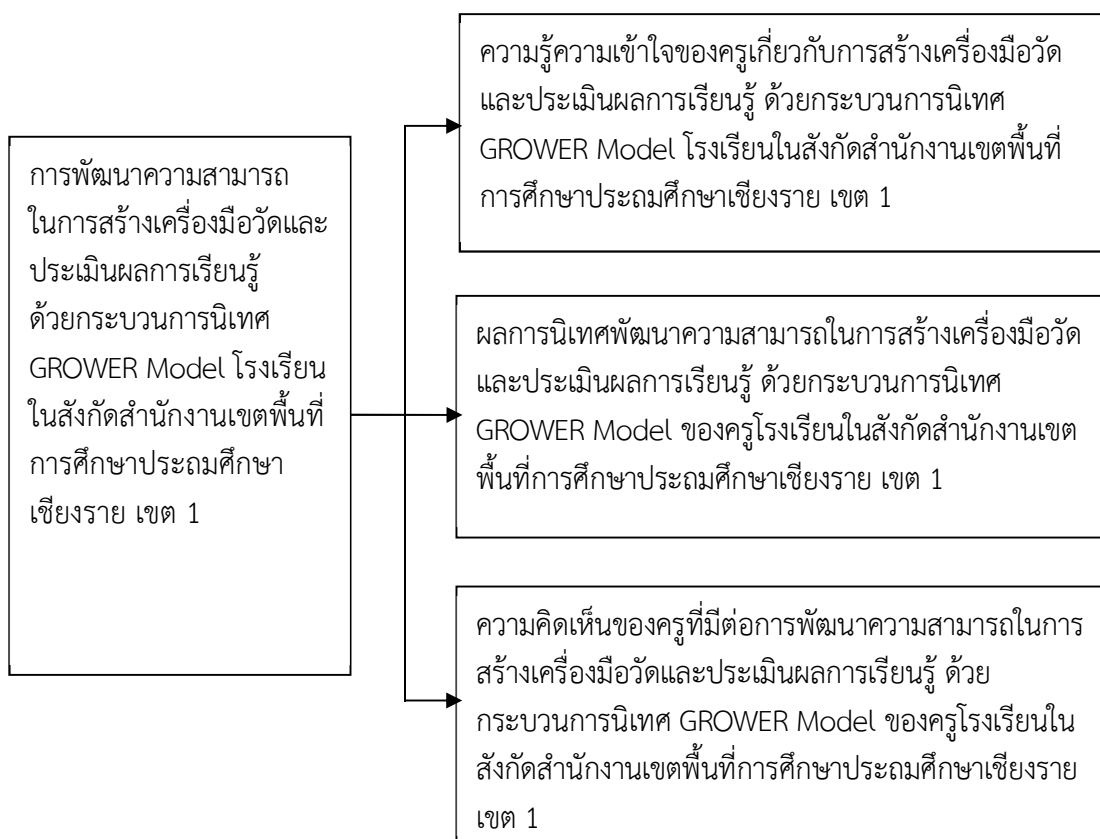 การพัฒนาความสามารถ
ในการสร้างเครื่องมือวัดและ
ประเมินผลการเรียนรู้
ด้วยกระบวนการนิเทศ
GROWER Model โรงเรียน
ในสังกัดสำนักงานเขตพื้นที่
การศึกษาประถมศึกษา
เชียงราย เขต 1
ความรู้ความเข้าใจของครูเกี่ยวกับการสร้างเครื่องมือวัด
และประเมินผลการเรียนรู้ ด้วยกระบวนการนิเทศ
GROWER Model โรงเรียนในสังกัดสำนักงานเขตพื้นที่
การศึกษาประถมศึกษาเชียงราย เขต 1
ผลการนิเทศพัฒนาความสามารถในการสร้างเครื่องมือวัด
และประเมินผลการเรียนรู้ ด้วยกระบวนการนิเทศ
GROWER Model ของครูโรงเรียนในสังกัดสำนักงานเขต
พื้นที่การศึกษาประถมศึกษาเชียงราย เขต 1
ความคิดเห็นของครูที่มีต่อการพัฒนาความสามารถในการ
สร้างเครื่องมือวัดและประเมินผลการเรียนรู้ ด้วย
กระบวนการนิเทศ GROWER Model ของครูโรงเรียนใน
สังกัดสำนักงานเขตพื้นที่การศึกษาประถมศึกษาเชียงราย
เขต 1